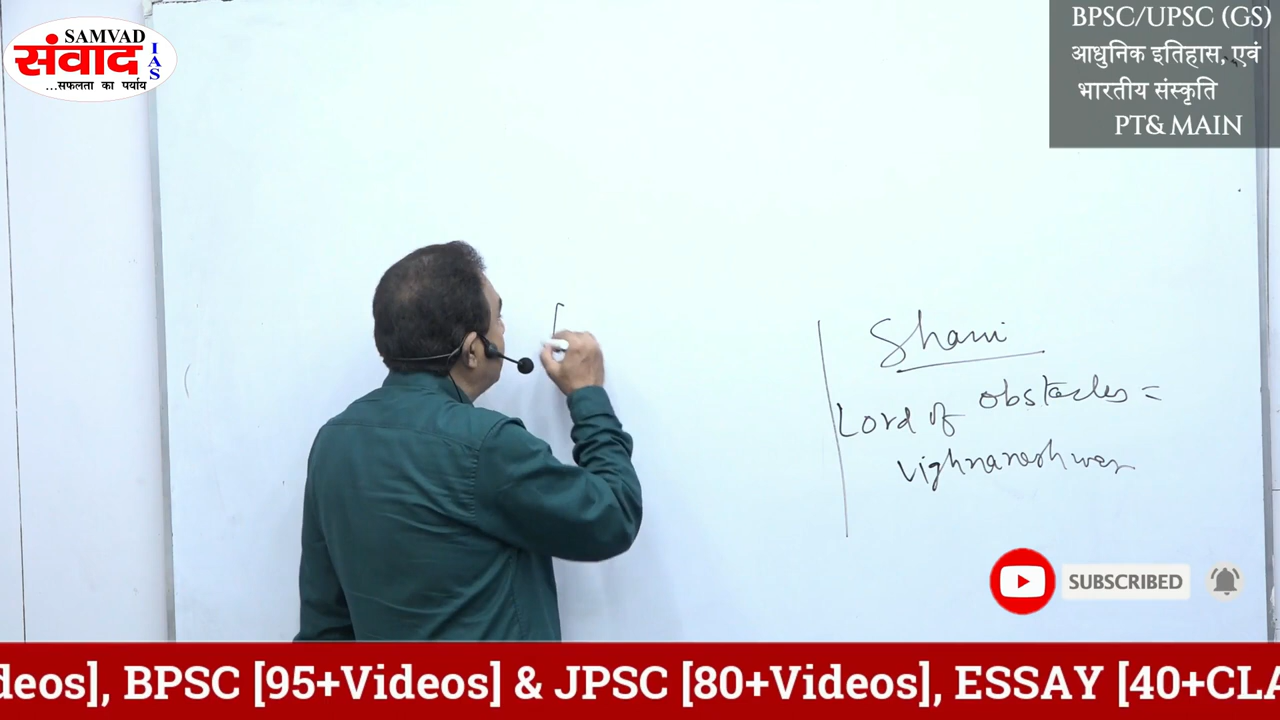 SAMVAD
संवाद
IAS
...सफलता का पर्याय
BPSC/UPSC (GS)
आधुनिक इतिहास, एवं
भारतीय संस्कृति
PT& MAIN
Shani
Lord of obstacles =
Vighnaneshwar
SUBSCRIBED
deos], BPSC [95+Videos] & JPSC [80+Videos], ESSAY [40+CLA